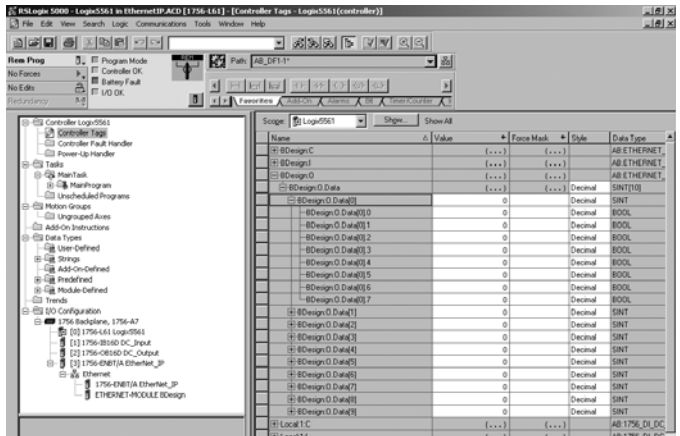 RSLogix 5000 - Logix5561 in EthernetIP.ACD [1756-L61] - [Controller Tags - Logix5561(controller)]
File Edit View Search Logic Communications Tools Window Help
Rem Prog
Program Mode
Path: AB_DF1-1*
No Forces
Controller OK
Battery Fault
No Edits
I/O OK
Redundancy
Favorites Add-On Alarms Bit Timer/Counter
Controller Logix5561
Controller Tags
Controller Fault Handler
Power-Up Handler
Tasks
MainTask
MainProgram
Unscheduled Programs
Motion Groups
Ungrouped Axes
Add-On Instructions
Data Types
User-Defined
Strings
Add-On-Defined
Predefined
Module-Defined
Trends
I/O Configuration
1756 Backplane, 1756-A7
[0] 1756-L61 Logix5561
[1] 1756-IB16D DC_Input
[2] 1756-OB16D DC_Output
[3] 1756-ENBT/A EtherNet_IP
Ethernet
1756-ENBT/A EtherNet_IP
ETHERNET-MODULE BDesign
Scope: Logix5561 Show... Show All
Name Value Force Mask Style Data Type
BDesign:C {...} {...} AB:ETHERNET_
BDesign:I {...} {...} AB:ETHERNET_
BDesign:O {...} {...} AB:ETHERNET_
BDesign:O.Data {...} {...} Decimal SINT[10]
BDesign:O.Data[0] 0 Decimal SINT
BDesign:O.Data[0].0 0 Decimal BOOL
BDesign:O.Data[0].1 0 Decimal BOOL
BDesign:O.Data[0].2 0 Decimal BOOL
BDesign:O.Data[0].3 0 Decimal BOOL
BDesign:O.Data[0].4 0 Decimal BOOL
BDesign:O.Data[0].5 0 Decimal BOOL
BDesign:O.Data[0].6 0 Decimal BOOL
BDesign:O.Data[0].7 0 Decimal BOOL
BDesign:O.Data[1] 0 Decimal SINT
BDesign:O.Data[2] 0 Decimal SINT
BDesign:O.Data[3] 0 Decimal SINT
BDesign:O.Data[4] 0 Decimal SINT
BDesign:O.Data[5] 0 Decimal SINT
BDesign:O.Data[6] 0 Decimal SINT
BDesign:O.Data[7] 0 Decimal SINT
BDesign:O.Data[8] 0 Decimal SINT
BDesign:O.Data[9] 0 Decimal SINT
Local:1:C {...} {...} AB:1756_DI_DC_